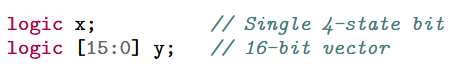 logic x;          // Single 4-state bit
logic [15:0] y;   // 16-bit vector